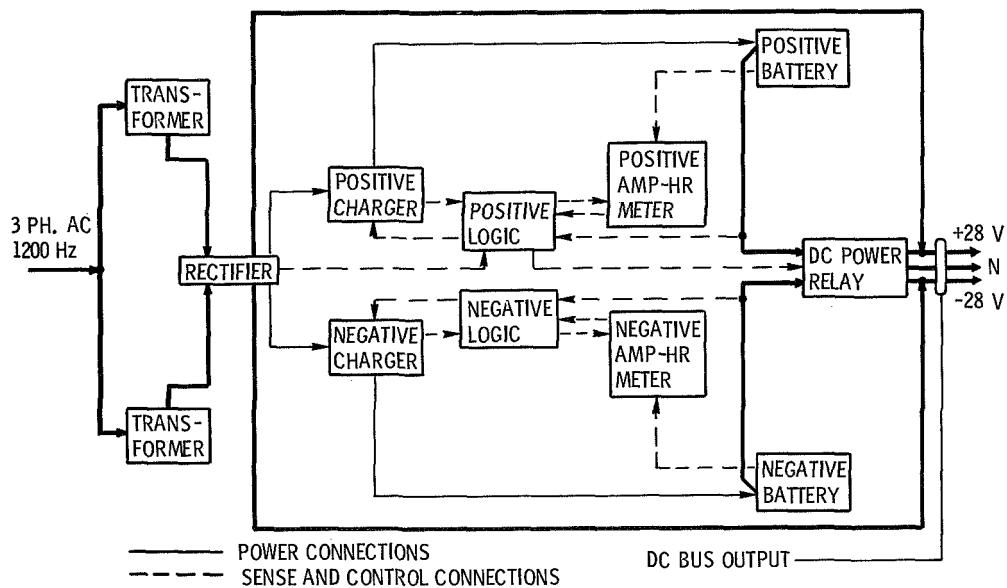 POSITIVE
BATTERY
TRANS-
FORMER
POSITIVE
AMP-HR
METER
POSITIVE
CHARGER
POSITIVE
LOGIC
3 PH. AC
1200 Hz
RECTIFIER
DC POWER
RELAY
+28 V
N
-28 V
NEGATIVE
LOGIC
NEGATIVE
CHARGER
NEGATIVE
AMP-HR
METER
TRANS-
FORMER
NEGATIVE
BATTERY
POWER CONNECTIONS
SENSE AND CONTROL CONNECTIONS
DC BUS OUTPUT